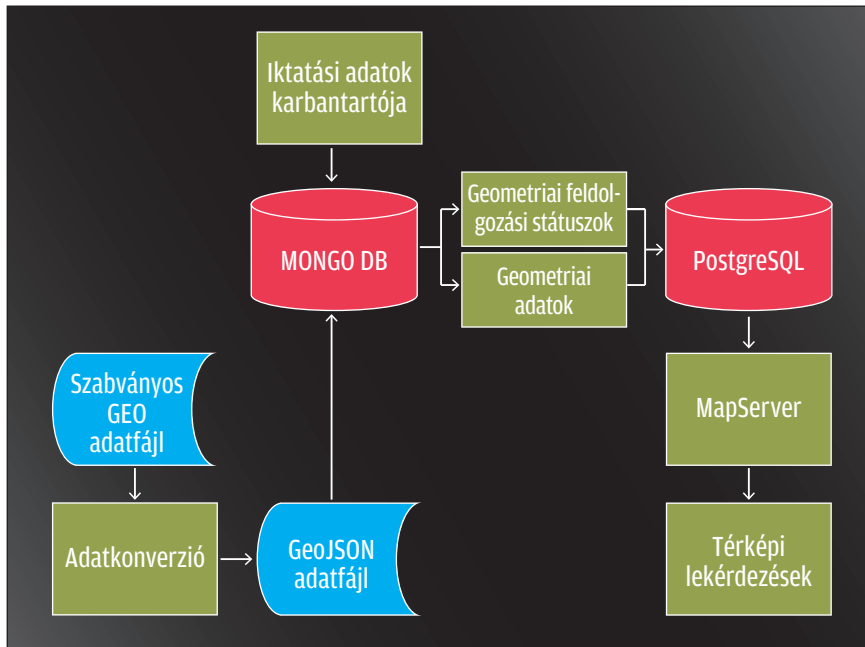 Iktatási adatok
karbantartója
MONGO DB
Geometriai feldol-
gozási státuszok
Geometriai
adatok
PostgreSQL
Szabványos
GEO
adatfájl
MapServer
Adatkonverzió
GeoJSON
adatfájl
Térképi
lekérdezések